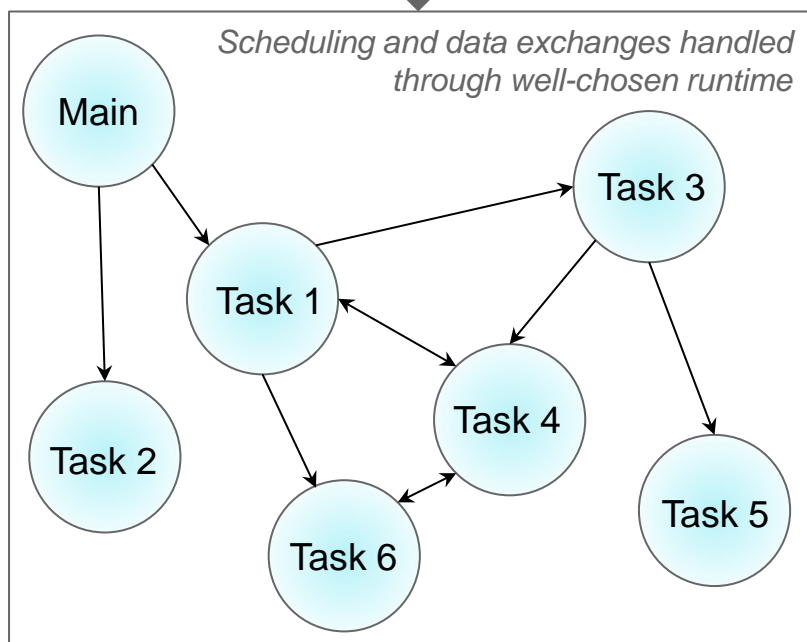 Scheduling and data exchanges handled
through well-chosen runtime
Main
Task 3
Task 1
Task 4
Task 2
Task 5
Task 6